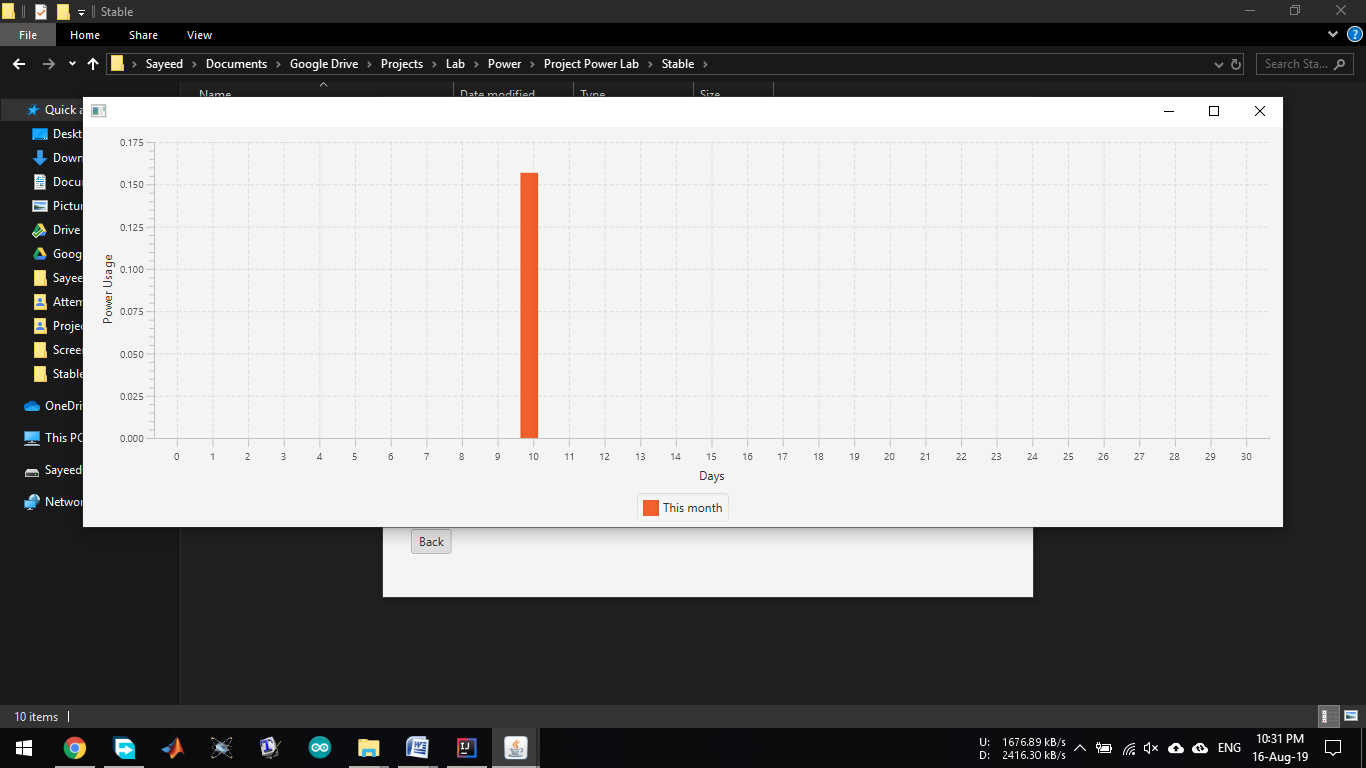 Stable
File Home Share View
Sayeed Documents Google Drive Projects Lab Power Project Power Lab Stable
Search Sta...
Name Date modified Type Size
Quick a
Deskt
Down
Docu
Pictu
Drive
Goog
Sayee
Attem
Proje
Scree
Stable
OneDri
This PC
Sayeed
Networ
0.175
0.150
0.125
0.100
0.075
0.050
0.025
0.000
Power Usage
0 1 2 3 4 5 6 7 8 9 10 11 12 13 14 15 16 17 18 19 20 21 22 23 24 25 26 27 28 29 30
Days
This month
Back
10 items
U: 1676.89 kB/s
D: 2416.30 kB/s
ENG
10:31 PM
16-Aug-19